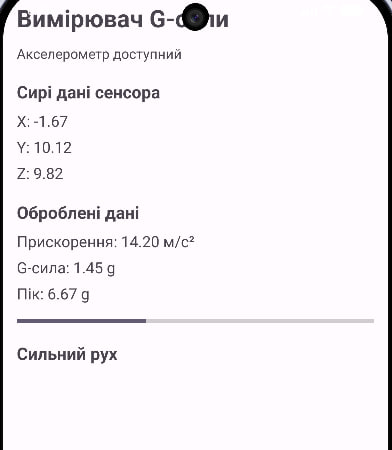 Вимірювач G-сили
Акселерометр доступний
Сирі дані сенсора
X: -1.67
Y: 10.12
Z: 9.82
Оброблені дані
Прискорення: 14.20 м/с²
G-сила: 1.45 g
Пік: 6.67 g
Сильний рух